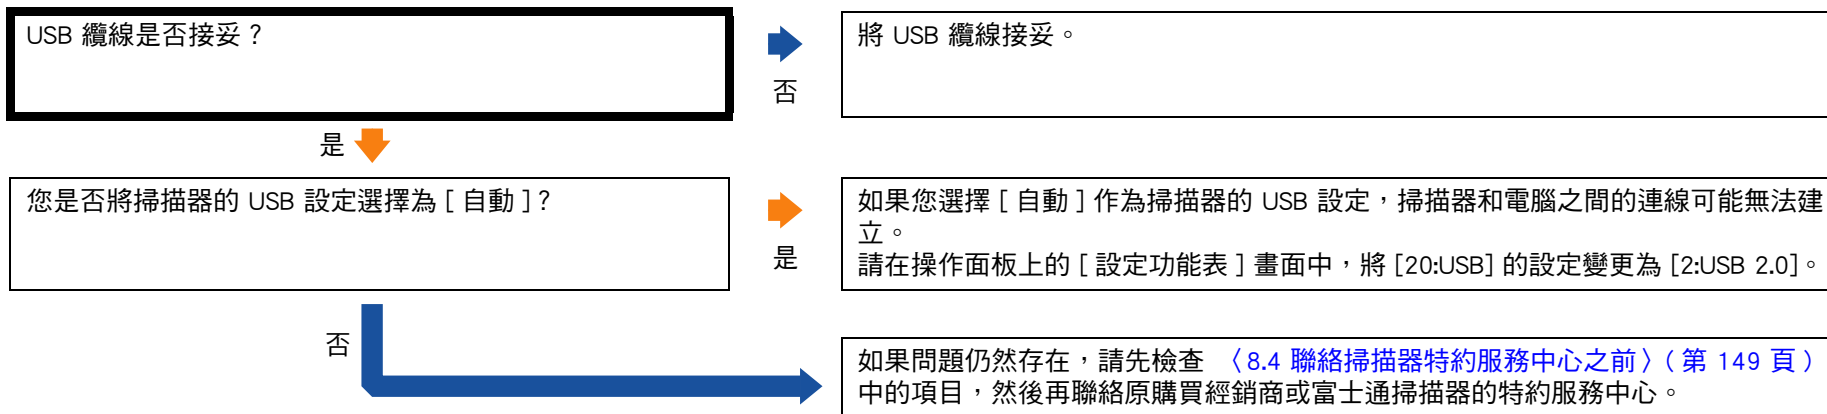 USB 纜線是否接妥？
否
將 USB 纜線接妥。
是
您是否將掃描器的 USB 設定選擇為 [ 自動 ]？
是
如果您選擇 [ 自動 ] 作為掃描器的 USB 設定，掃描器和電腦之間的連線可能無法建
立。
請在操作面板上的 [ 設定功能表 ] 畫面中，將 [20:USB] 的設定變更為 [2:USB 2.0]。
否
如果問題仍然存在，請先檢查 〈8.4 聯絡掃描器特約服務中心之前〉( 第 149 頁 )
中的項目，然後再聯絡原購買經銷商或富士通掃描器的特約服務中心。